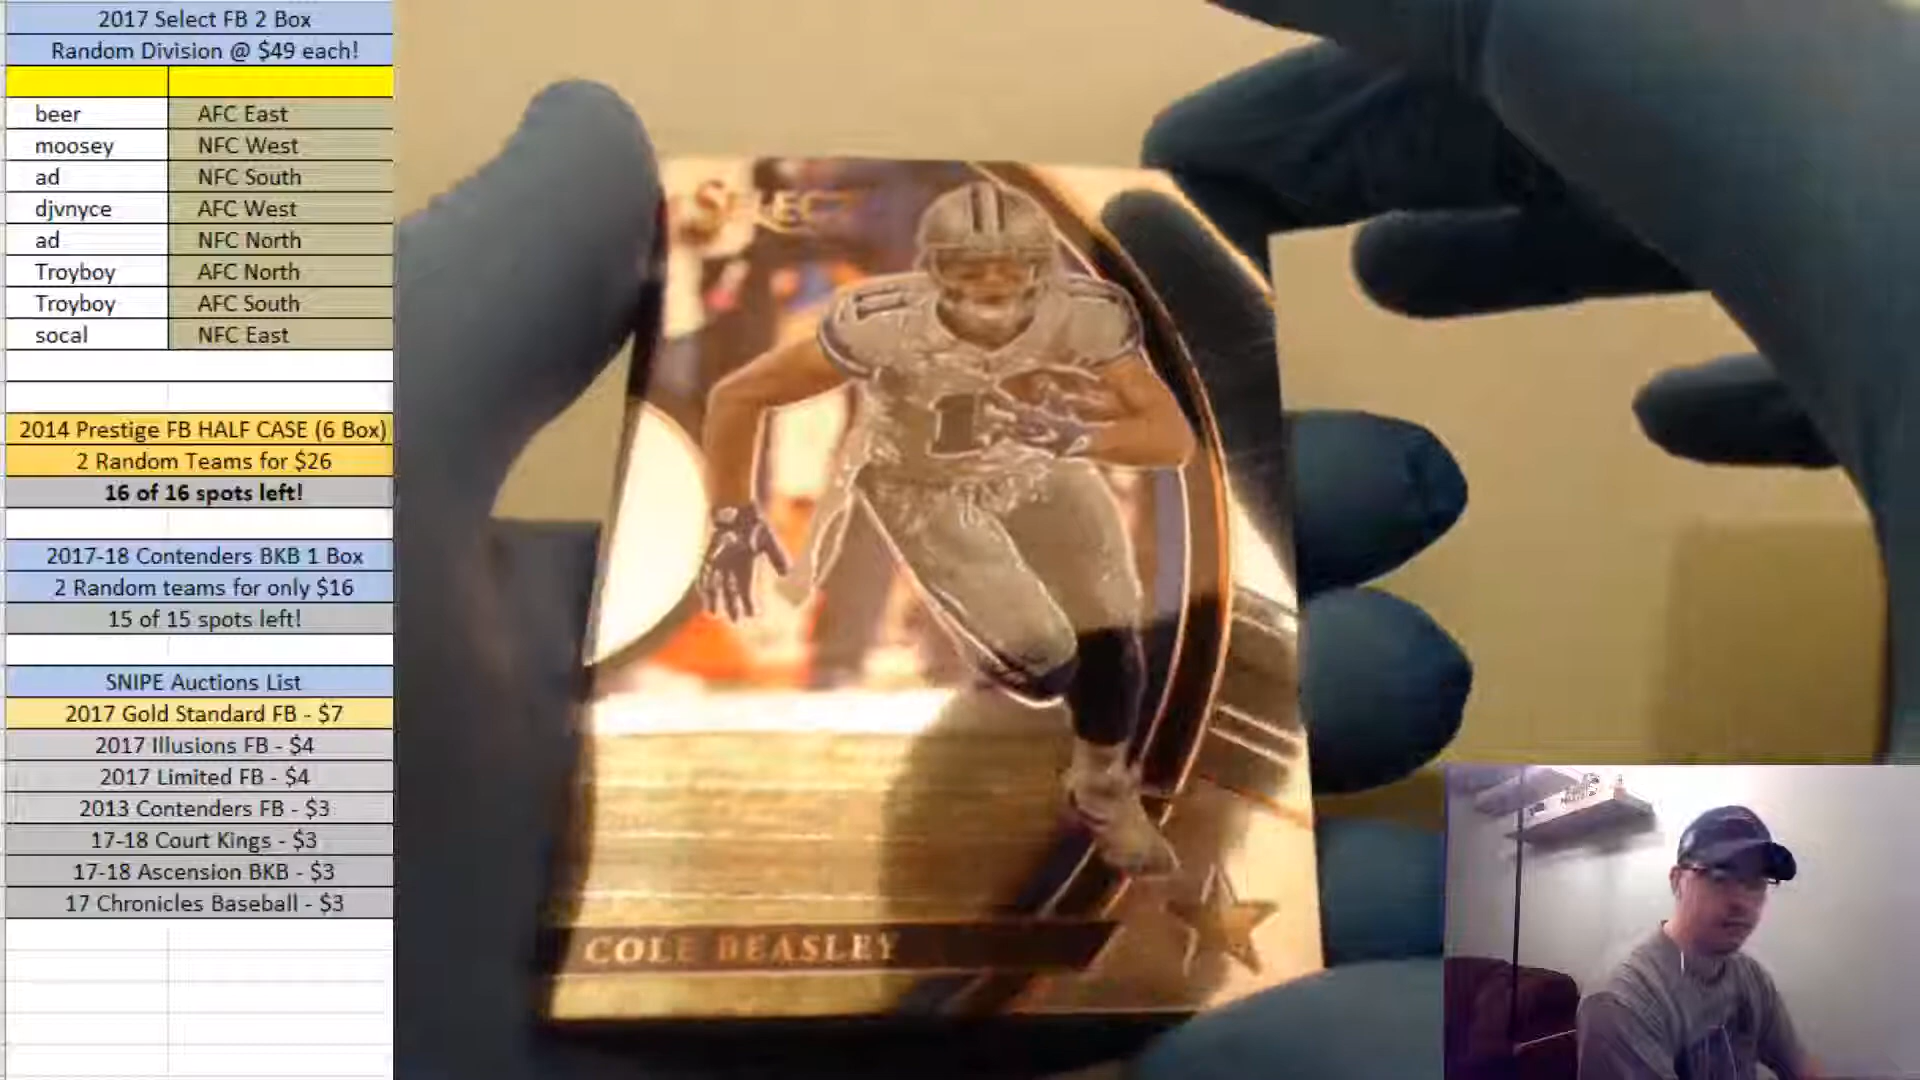 2017 Select FB 2 Box
Random Division @ $49 each!
beer AFC East
moosey NFC West
ad NFC South
djvnyce AFC West
ad NFC North
Troyboy AFC North
Troyboy AFC South
socal NFC East
2014 Prestige FB HALF CASE (6 Box)
2 Random Teams for $26
16 of 16 spots left!
2017-18 Contenders BKB 1 Box
2 Random teams for only $16
15 of 15 spots left!
SNIPE Auctions List
2017 Gold Standard FB - $7
2017 Illusions FB - $4
2017 Limited FB - $4
2013 Contenders FB - $3
17-18 Court Kings - $3
17-18 Ascension BKB - $3
17 Chronicles Baseball - $3
SELECT
COLE BEASLEY